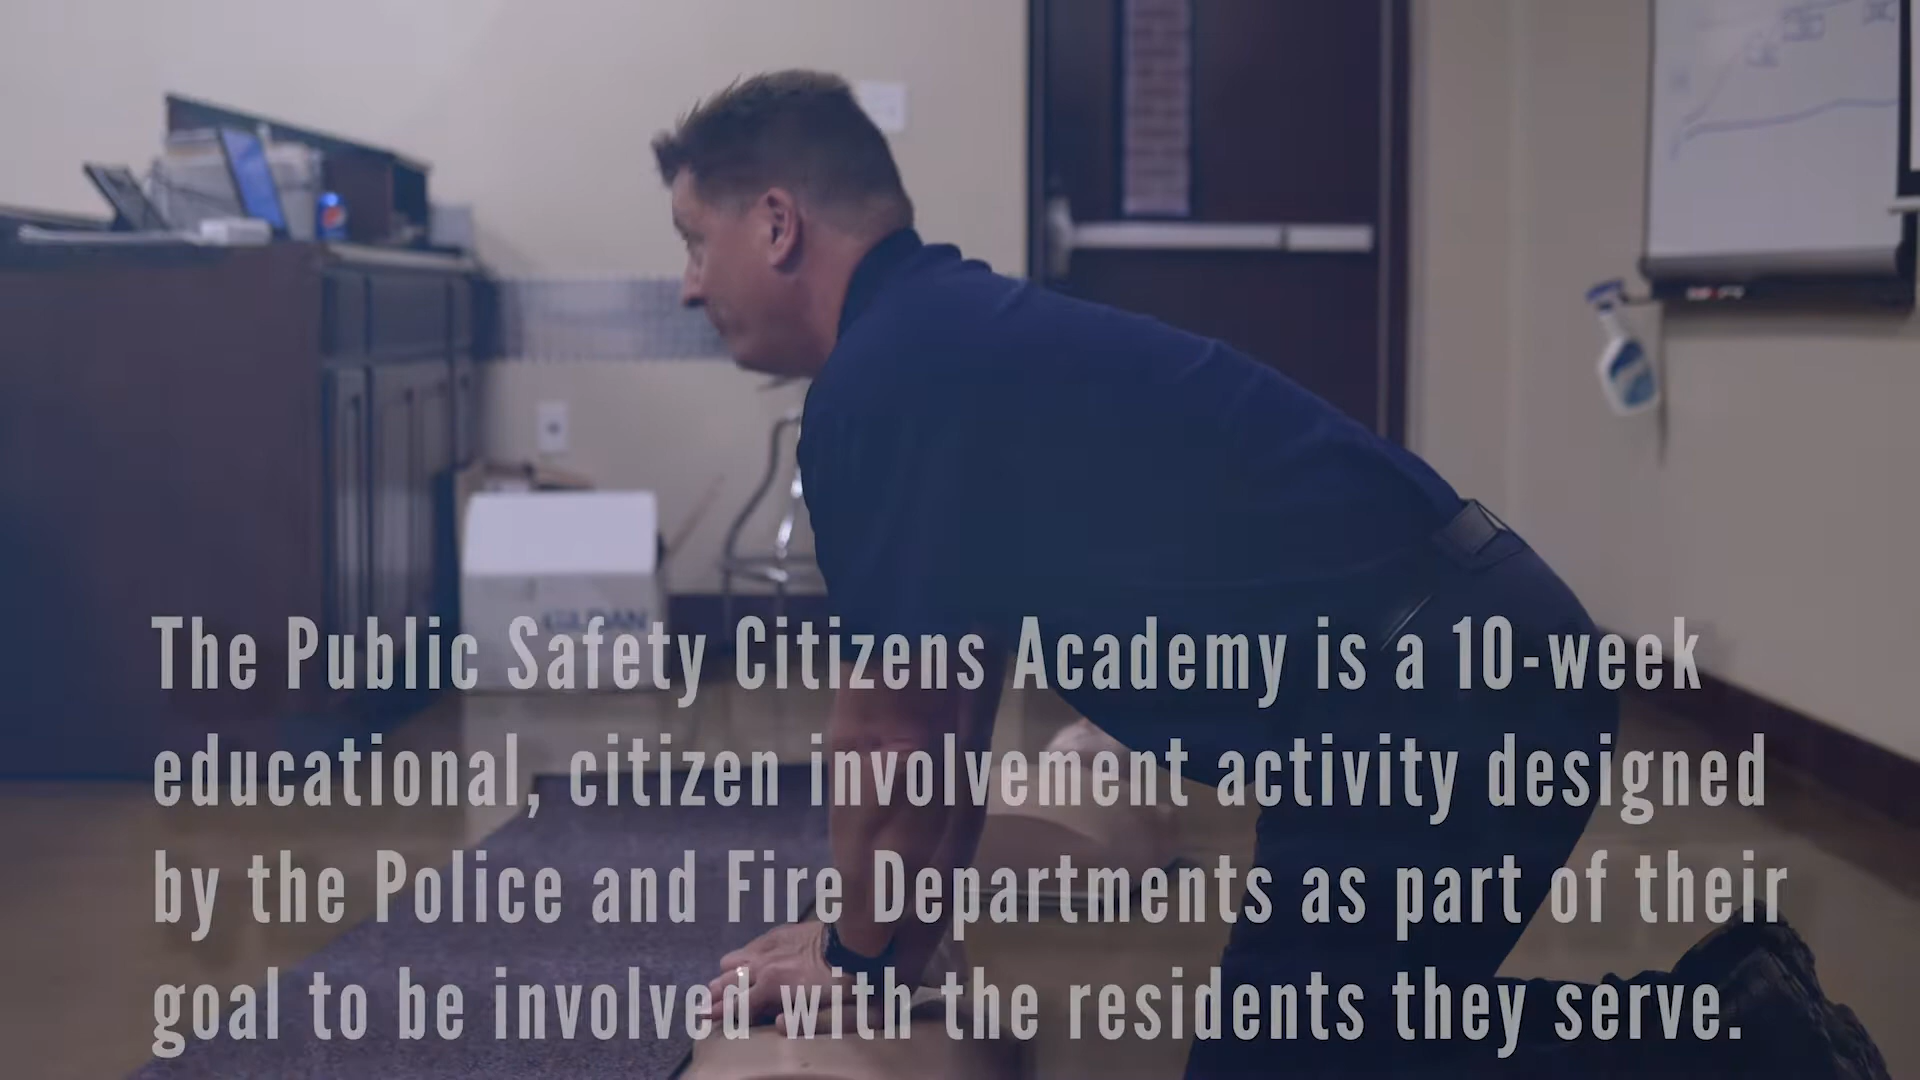 GILDAN
The Public Safety Citizens Academy is a 10-week
educational, citizen involvement activity designed
by the Police and Fire Departments as part of their
goal to be involved with the residents they serve.